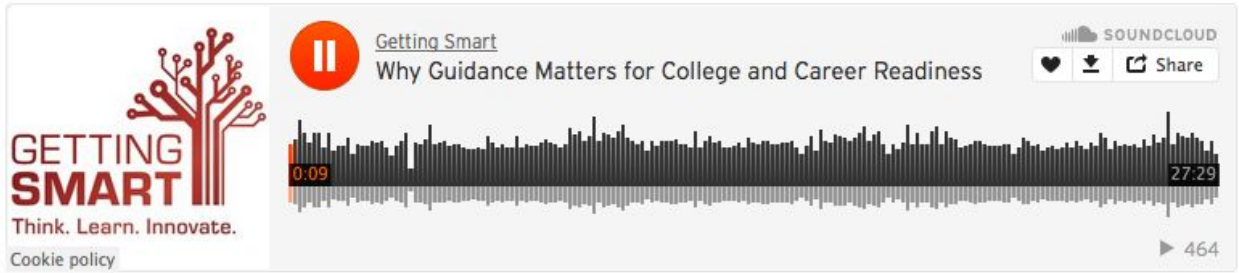 GETTING
SMART
Think. Learn. Innovate.
Cookie policy
Getting Smart
Why Guidance Matters for College and Career Readiness
SOUNDCLOUD
Share
0:09
27:29
464